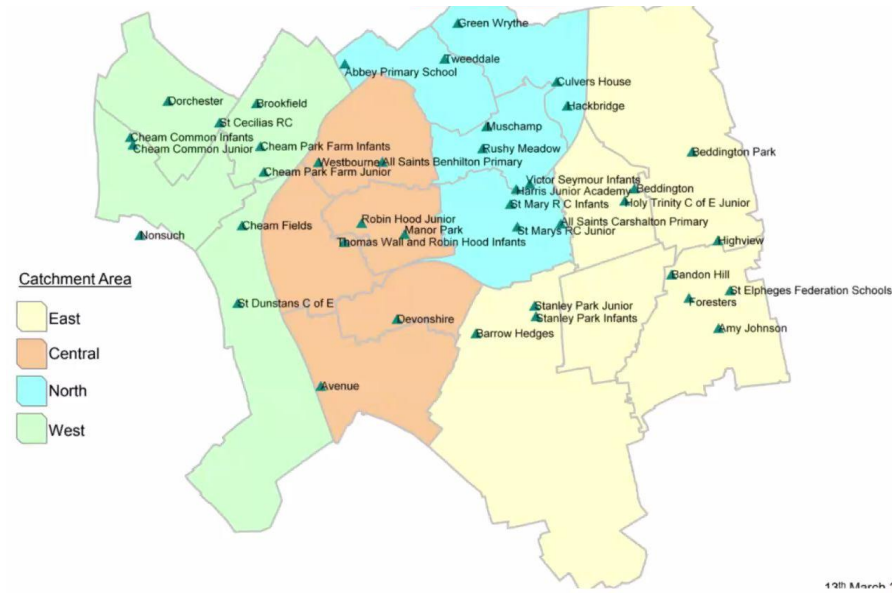 Green Wrythe
Tweeddale
Abbey Primary School
Culvers House
Dorchester
Brookfield
Hackbridge
St Cecilias RC
Muschamp
Cheam Common Infants
Cheam Common Junior
Cheam Park Farm Infants
Rushy Meadow
Beddington Park
Westbourne
All Saints Benhilton Primary
Cheam Park Farm Junior
Victor Seymour Infants
Harris Junior Academy
Beddington
St Mary R C Infants
Holy Trinity C of E Junior
Robin Hood Junior
All Saints Carshalton Primary
Cheam Fields
Manor Park
St Marys RC Junior
Nonsuch
Thomas Wall and Robin Hood Infants
Highview
Catchment Area
Bandon Hill
St Elpheges Federation Schools
Foresters
St Dunstans C of E
Stanley Park Junior
East
Devonshire
Stanley Park Infants
Amy Johnson
Barrow Hedges
Central
Avenue
North
West
13th March